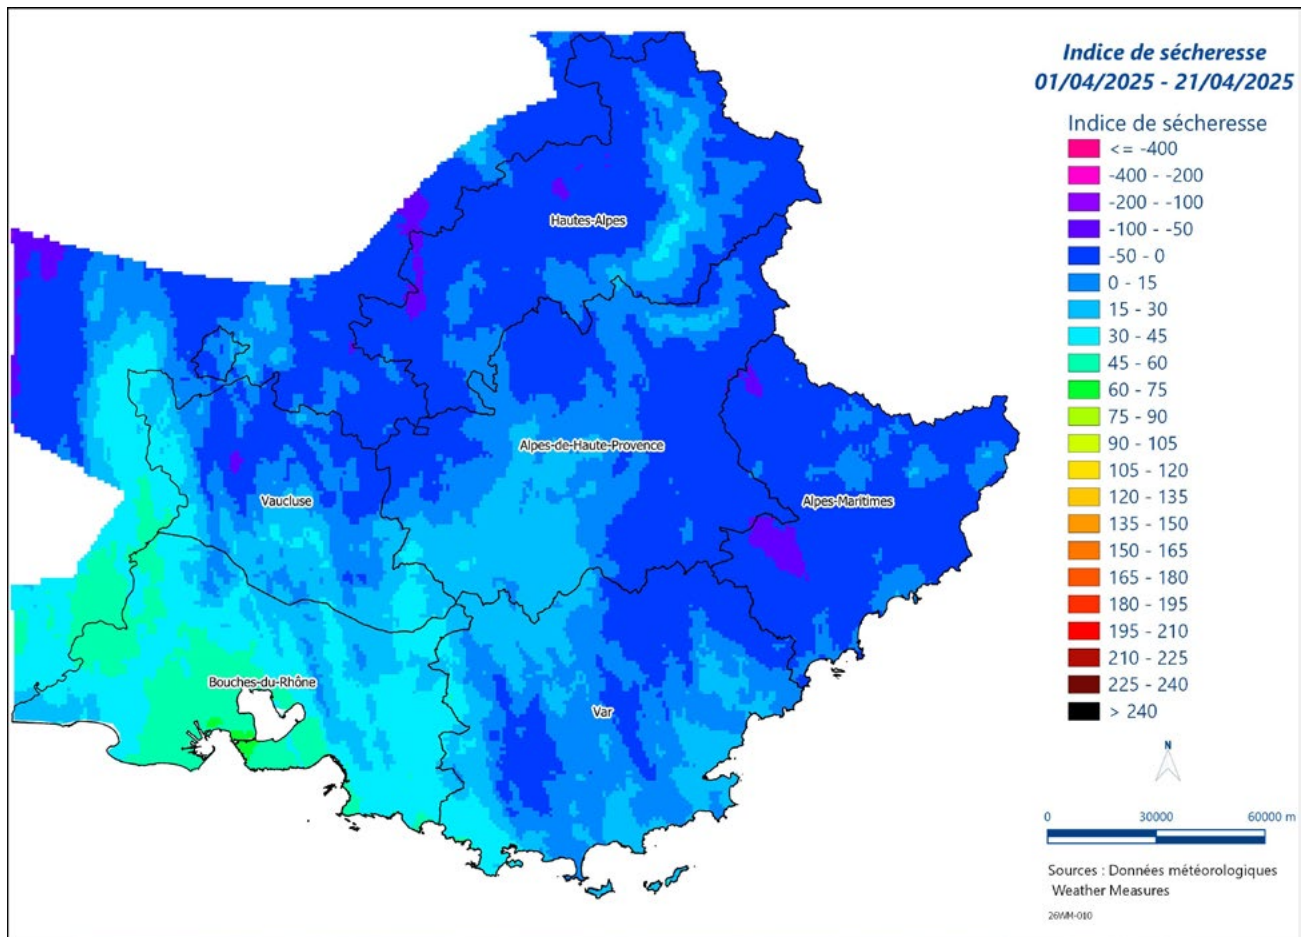 Indice de sécheresse
01/04/2025 - 21/04/2025
Indice de sécheresse
<= -400
-400 - -200
-200 - -100
-100 - -50
-50 - 0
0 - 15
15 - 30
30 - 45
45 - 60
60 - 75
75 - 90
90 - 105
105 - 120
120 - 135
135 - 150
150 - 165
165 - 180
180 - 195
195 - 210
210 - 225
225 - 240
> 240
Hautes-Alpes
Alpes-de-Haute-Provence
Vaucluse
Alpes-Maritimes
Bouches-du-Rhône
Var
N
0 30000 60000 m
Sources : Données météorologiques
Weather Measures
26WM-010